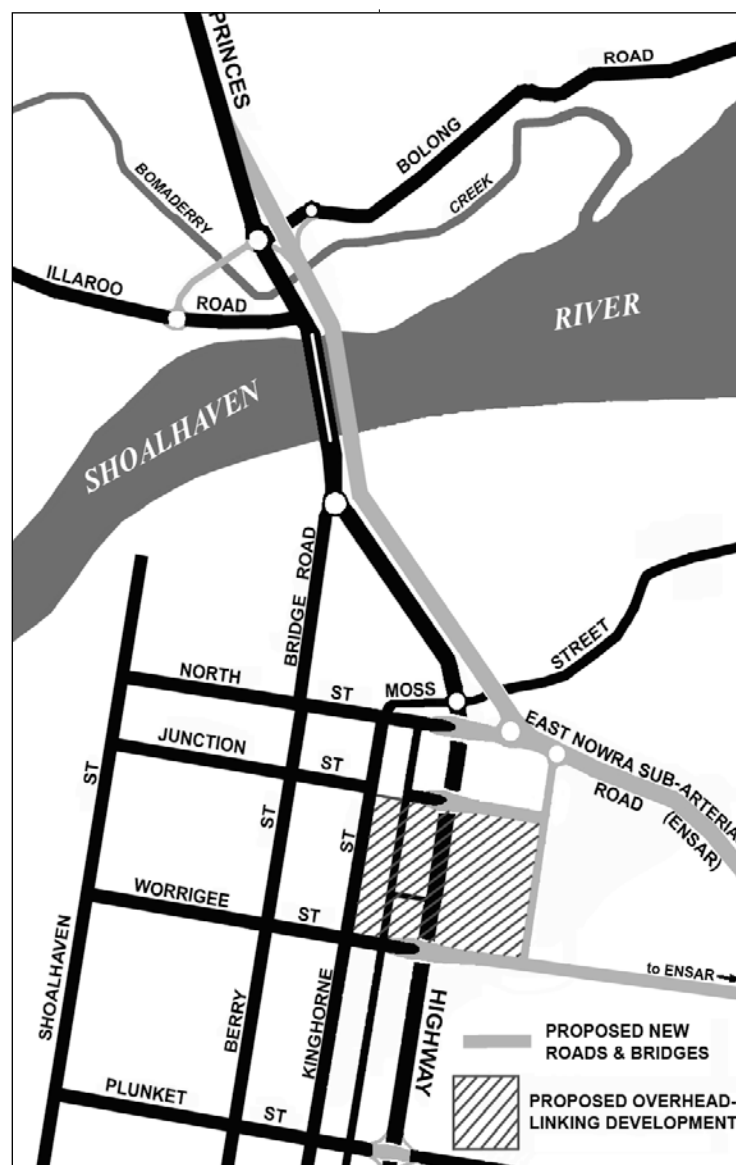 PRINCES
ROAD
BOLONG
BOMADERRY
CREEK
ILLAROO
ROAD
RIVER
SHOALHAVEN
BRIDGE ROAD
STREET
MOSS
NORTH
ST
JUNCTION
ST
EAST NOWRA SUB-ARTERIA
ROAD
(ENSAR)
ST
ST
ST
WORRIGEE
ST
SHOALHAVEN
BERRY
KINGHORNE
HIGHWAY
to ENSAR
PLUNKET
ST
PROPOSED NEW
ROADS & BRIDGES
PROPOSED OVERHEAD-
LINKING DEVELOPMENT